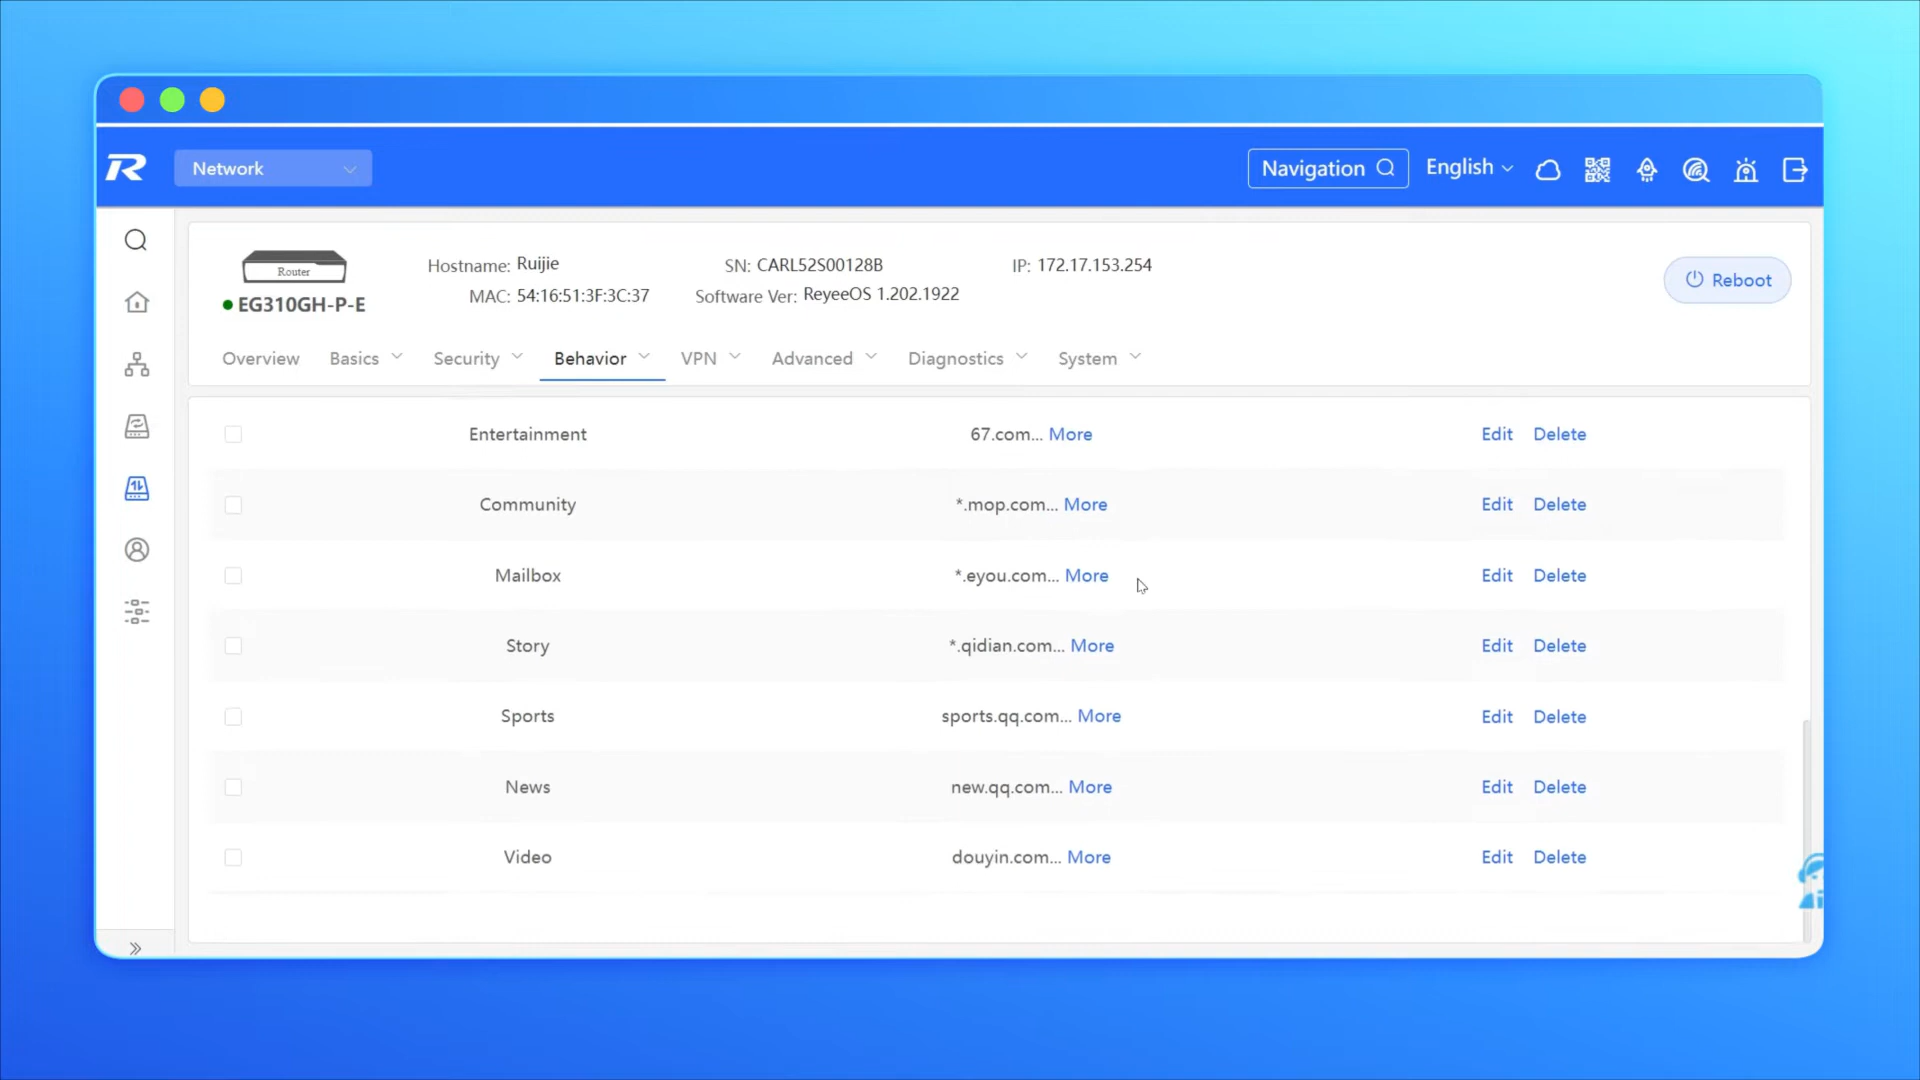 Network
Navigation
English
Router
EG310GH-P-E
Hostname: Ruijie
SN: CARL52S00128B
IP: 172.17.153.254
MAC: 54:16:51:3F:3C:37
Software Ver: ReyeeOS 1.202.1922
Reboot
Overview Basics Security Behavior VPN Advanced Diagnostics System
Entertainment 67.com... More Edit Delete
Community *.mop.com... More Edit Delete
Mailbox *.eyou.com... More Edit Delete
Story *.qidian.com... More Edit Delete
Sports sports.qq.com... More Edit Delete
News new.qq.com... More Edit Delete
Video douyin.com... More Edit Delete